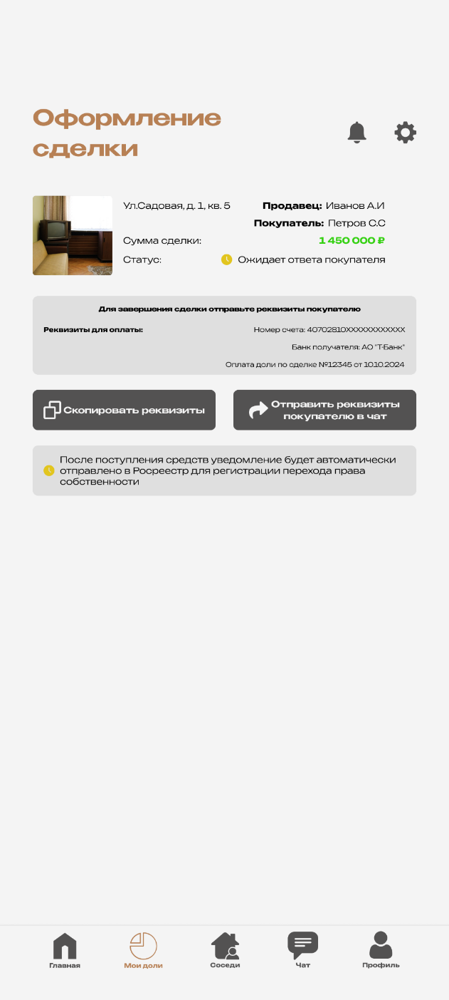 Оформление
сделки
Ул.Садовая, д. 1, кв. 5
Продавец: Иванов А.И
Покупатель: Петров С.С
Сумма сделки: 1 450 000 ₽
Статус: Ожидает ответа покупателя
Для завершения сделки отправьте реквизиты покупателю
Реквизиты для оплаты: Номер счета: 40702810XXXXXXXXXXXX
Банк получателя: АО "Т-Банк"
Оплата доли по сделке №12345 от 10.10.2024
Скопировать реквизиты
Отправить реквизиты
покупателю в чат
После поступления средств уведомление будет автоматически
отправлено в Росреестр для регистрации перехода права
собственности
Главная
Мои доли
Соседи
Чат
Профиль